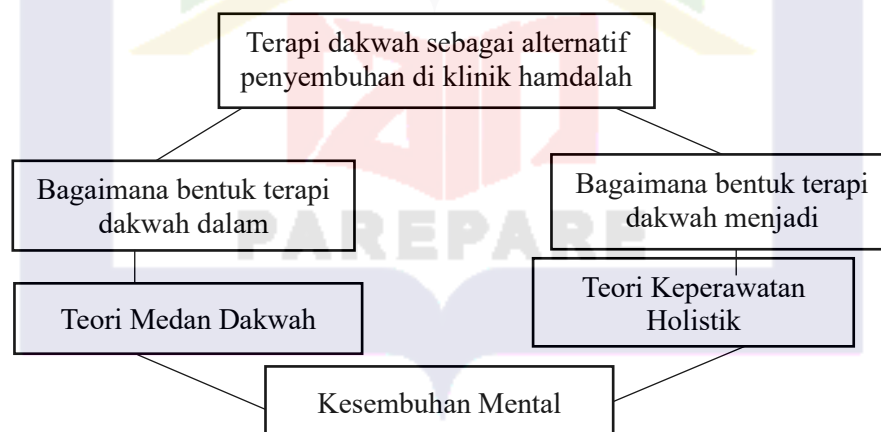 Terapi dakwah sebagai alternatif
penyembuhan di klinik hamdalah
Bagaimana bentuk terapi
dakwah dalam
Bagaimana bentuk terapi
dakwah menjadi
PAREPARE
Teori Medan Dakwah
Teori Keperawatan
Holistik
Kesembuhan Mental